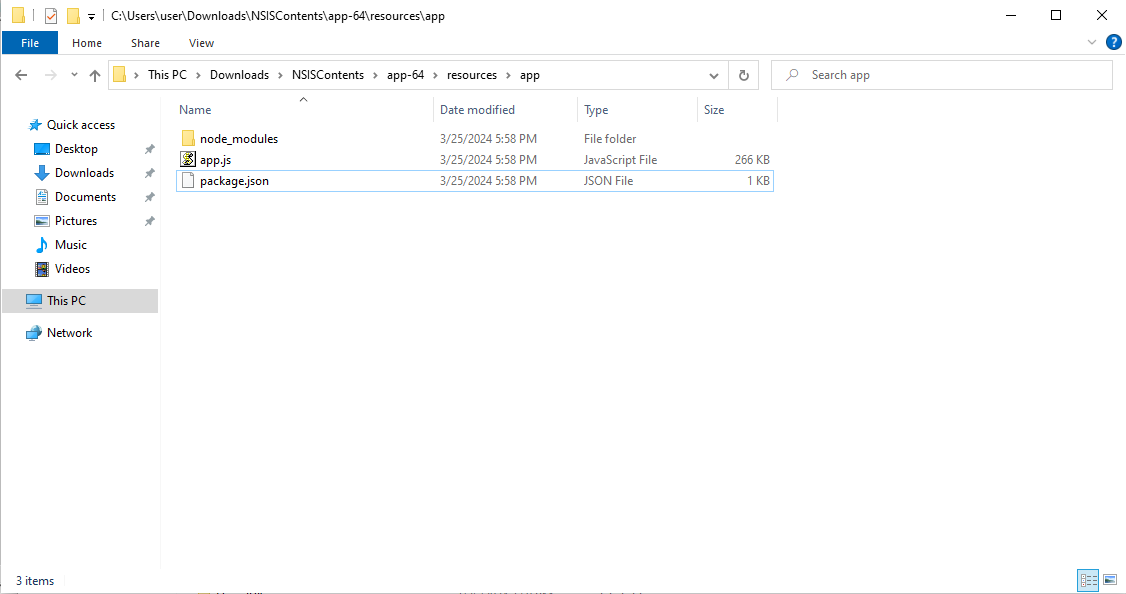 C:\Users\user\Downloads\NSISContents\app-64\resources\app
File Home Share View
This PC > Downloads > NSISContents > app-64 > resources > app
Search app
Name Date modified Type Size
Quick access
Desktop
Downloads
Documents
Pictures
Music
Videos
This PC
Network
node_modules 3/25/2024 5:58 PM File folder
app.js 3/25/2024 5:58 PM JavaScript File 266 KB
package.json 3/25/2024 5:58 PM JSON File 1 KB
3 items